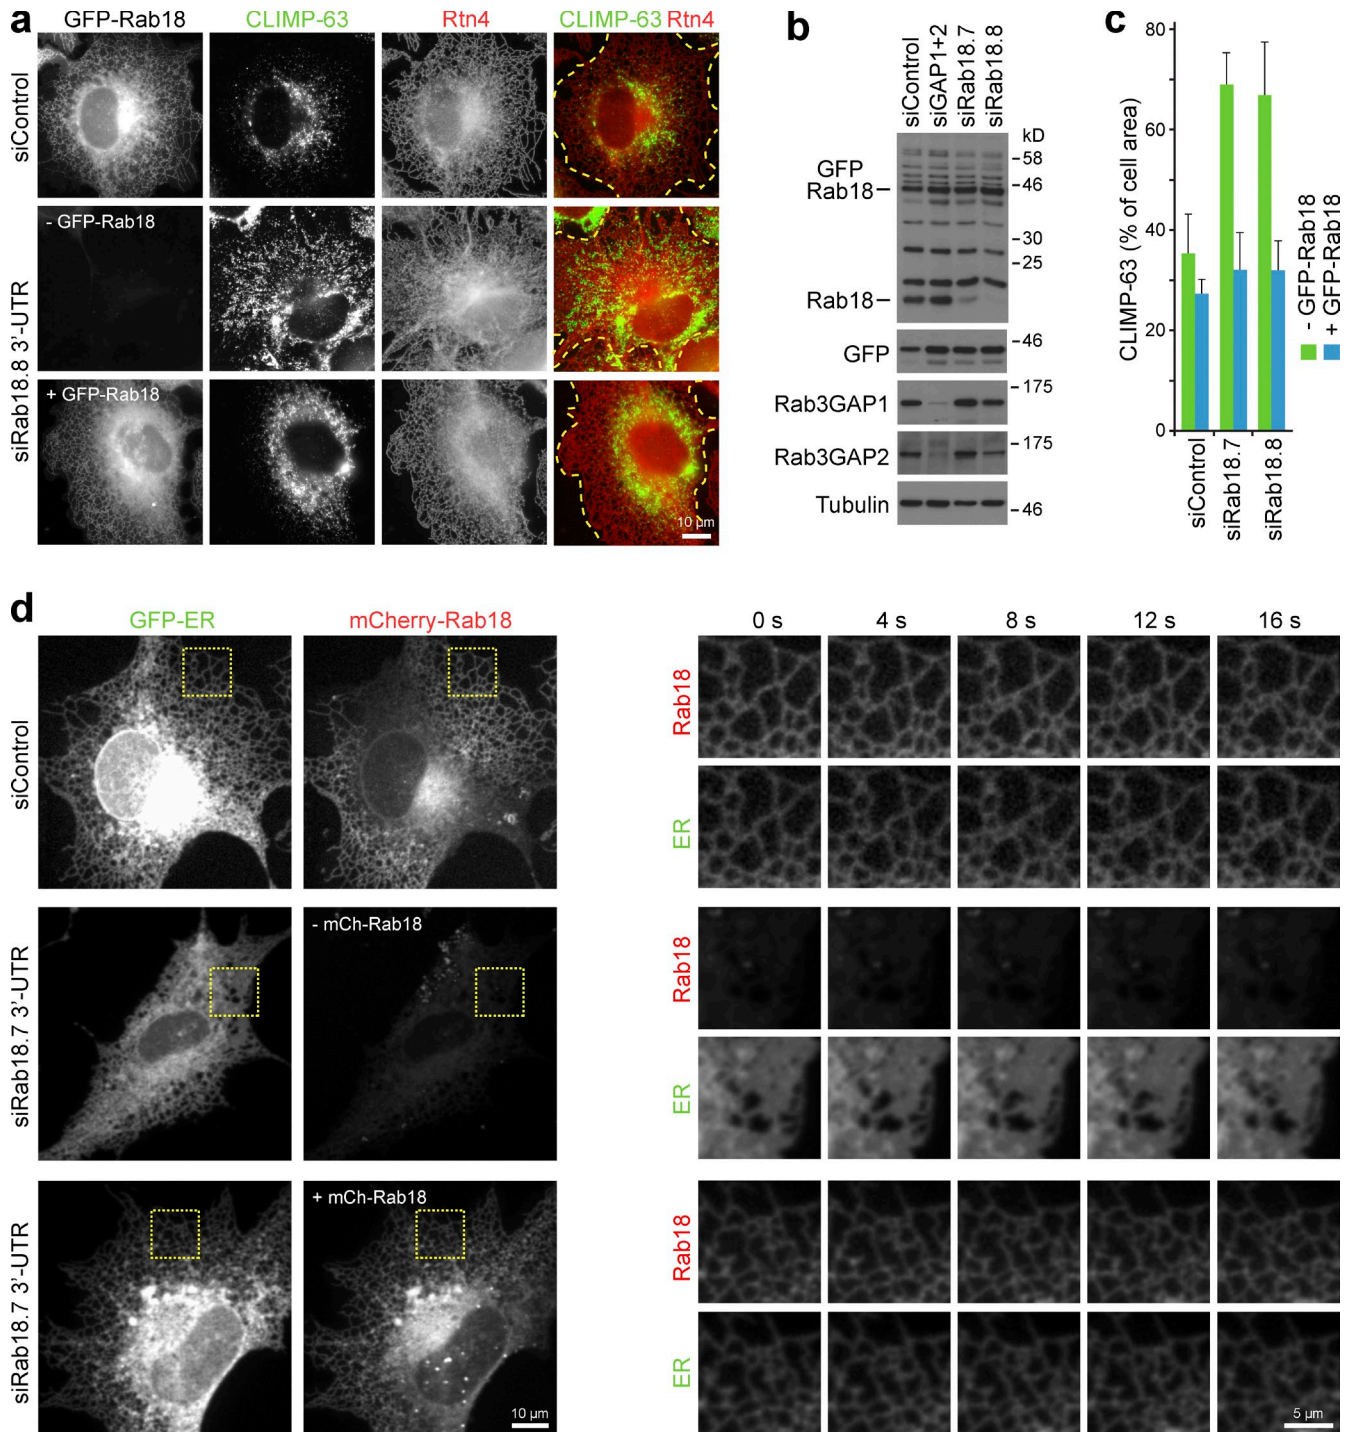 a
GFP-Rab18
CLIMP-63
Rtn4
CLIMP-63 Rtn4
siControl
- GFP-Rab18
siRab18.8 3'-UTR
+ GFP-Rab18
10 µm
b
siControl
siGAP1+2
siRab18.7
siRab18.8
kD
GFP
Rab18
-58
-46
-30
-25
Rab18
GFP
-46
Rab3GAP1
-175
Rab3GAP2
-175
Tubulin
-46
c
CLIMP-63 (% of cell area)
80
60
40
20
0
siControl
siRab18.7
siRab18.8
- GFP-Rab18
+ GFP-Rab18
d
GFP-ER
mCherry-Rab18
0 s
4 s
8 s
12 s
16 s
siControl
Rab18
ER
siRab18.7 3'-UTR
- mCh-Rab18
Rab18
ER
siRab18.7 3'-UTR
+ mCh-Rab18
10 µm
Rab18
ER
5 µm